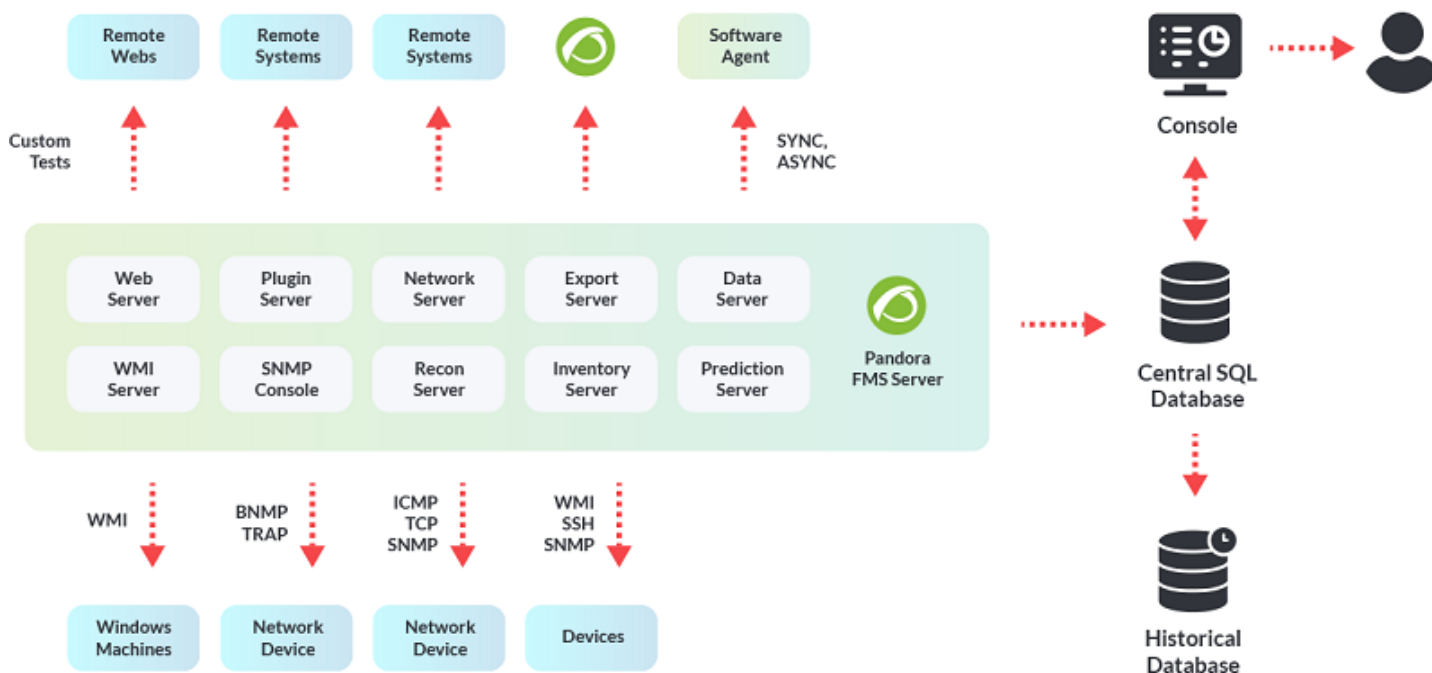 Remote
Webs
Remote
Systems
Remote
Systems
Software
Agent
Custom
Tests
SYNC,
ASYNC
Console
Web
Server
Plugin
Server
Network
Server
Export
Server
Data
Server
WMI
Server
SNMP
Console
Recon
Server
Inventory
Server
Prediction
Server
Pandora
FMS Server
Central SQL
Database
WMI
BNMP
TRAP
ICMP
TCP
SNMP
WMI
SSH
SNMP
Windows
Machines
Network
Device
Network
Device
Devices
Historical
Database